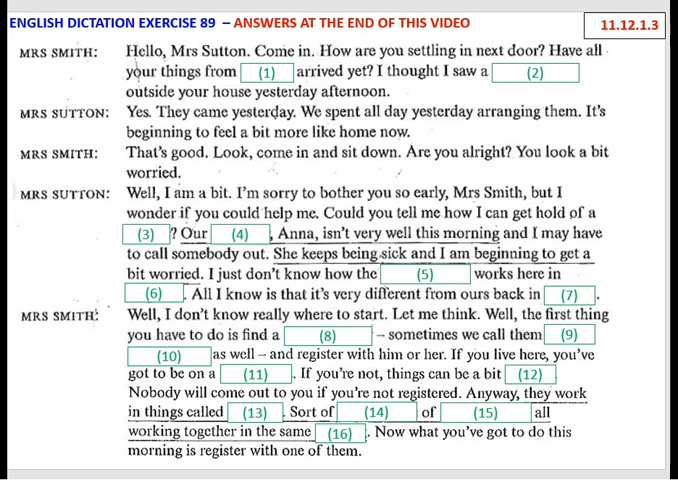 ENGLISH DICTATION EXERCISE 89 – ANSWERS AT THE END OF THIS VIDEO
11.12.1.3
MRS SMITH: Hello, Mrs Sutton. Come in. How are you settling in next door? Have all
your things from (1) arrived yet? I thought I saw a (2)
outside your house yesterday afternoon.
MRS SUTTON: Yes. They came yesterday. We spent all day yesterday arranging them. It's
beginning to feel a bit more like home now.
MRS SMITH: That's good. Look, come in and sit down. Are you alright? You look a bit
worried.
MRS SUTTON: Well, I am a bit. I'm sorry to bother you so early, Mrs Smith, but I
wonder if you could help me. Could you tell me how I can get hold of a
(3) ? Our (4) , Anna, isn't very well this morning and I may have
to call somebody out. She keeps being sick and I am beginning to get a
bit worried. I just don't know how the (5) works here in
(6) . All I know is that it's very different from ours back in (7) .
MRS SMITH: Well, I don't know really where to start. Let me think. Well, the first thing
you have to do is find a (8) – sometimes we call them (9)
(10) as well – and register with him or her. If you live here, you've
got to be on a (11) . If you're not, things can be a bit (12)
Nobody will come out to you if you're not registered. Anyway, they work
in things called (13) . Sort of (14) of (15) all
working together in the same (16) . Now what you've got to do this
morning is register with one of them.